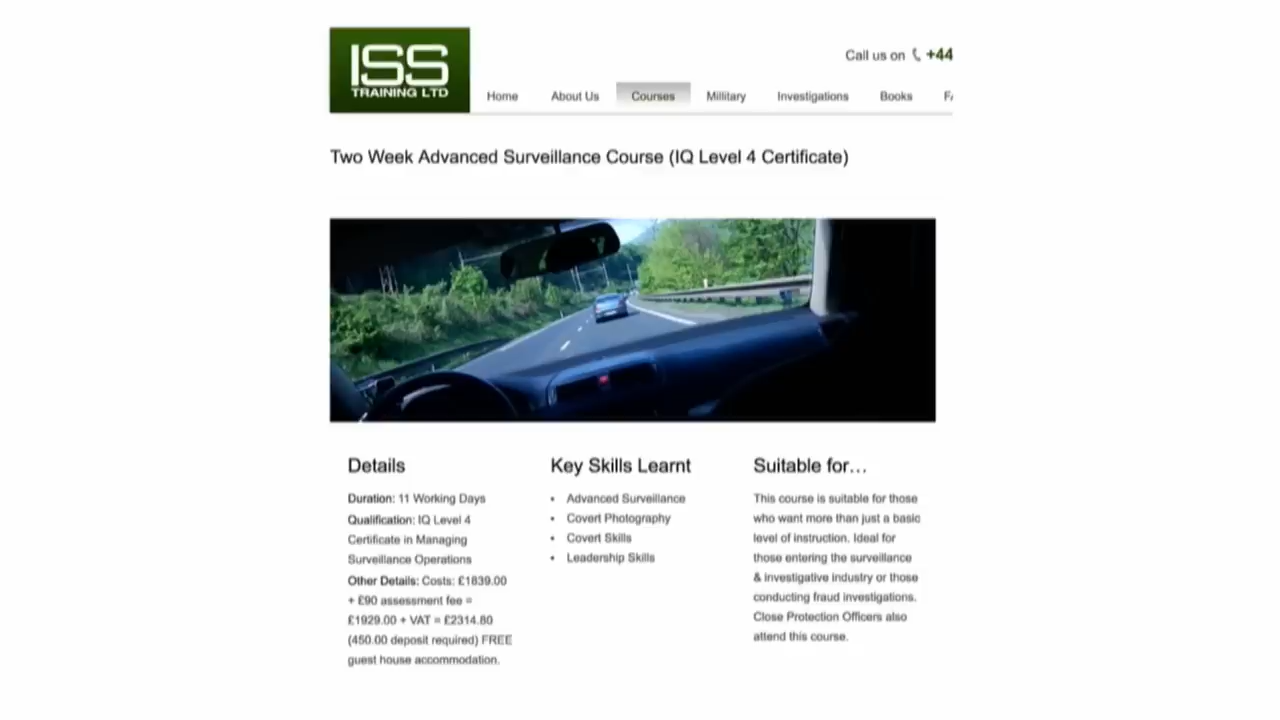 ISS
TRAINING LTD
Call us on +44
Home About Us Courses Millitary Investigations Books
Two Week Advanced Surveillance Course (IQ Level 4 Certificate)
Details
Duration: 11 Working Days
Qualification: IQ Level 4
Certificate in Managing
Surveillance Operations
Other Details: Costs: £1839.00
+ £90 assessment fee =
£1929.00 + VAT = £2314.80
(450.00 deposit required) FREE
guest house accommodation.
Key Skills Learnt
• Advanced Surveillance
• Covert Photography
• Covert Skills
• Leadership Skills
Suitable for…
This course is suitable for those
who want more than just a basic
level of instruction. Ideal for
those entering the surveillance
& investigative industry or those
conducting fraud investigations.
Close Protection Officers also
attend this course.